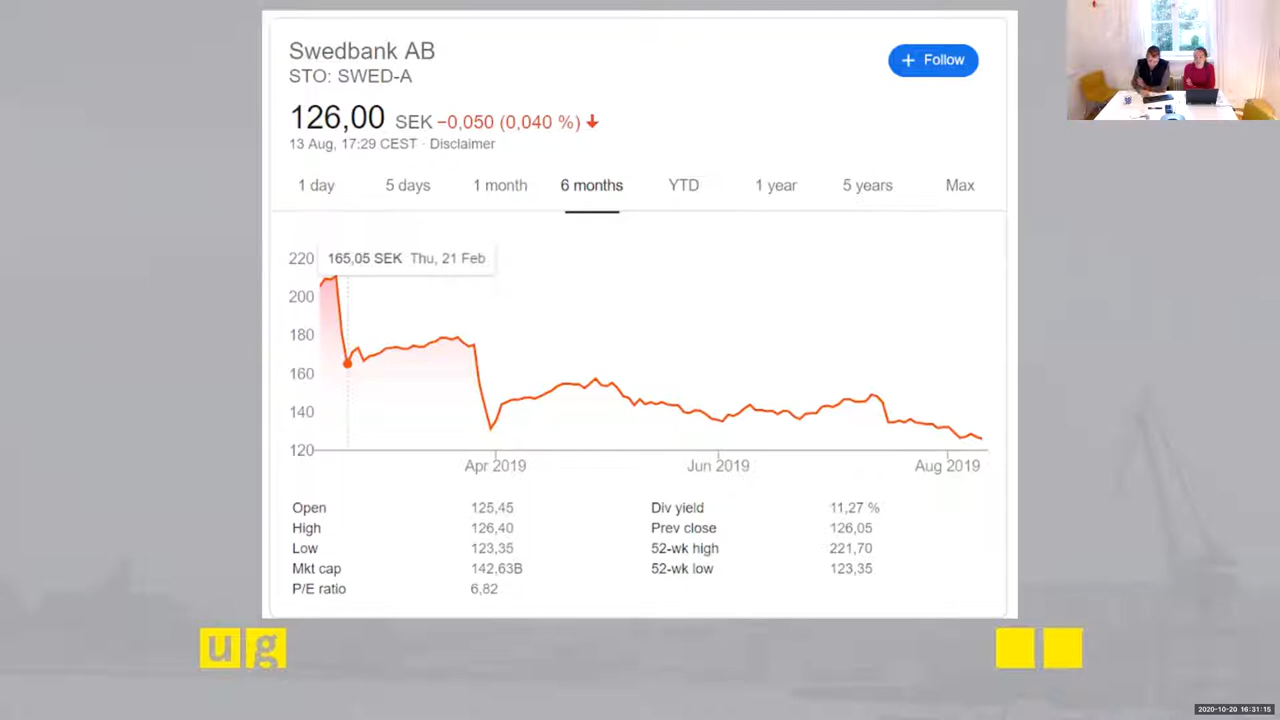 Swedbank AB
STO: SWED-A
+ Follow
126,00 SEK −0,050 (0,040 %)
13 Aug, 17:29 CEST · Disclaimer
1 day 5 days 1 month 6 months YTD 1 year 5 years Max
165,05 SEK Thu, 21 Feb
220
200
180
160
140
120
Apr 2019 Jun 2019 Aug 2019
Open 125,45 Div yield 11,27 %
High 126,40 Prev close 126,05
Low 123,35 52-wk high 221,70
Mkt cap 142,63B 52-wk low 123,35
P/E ratio 6,82
ug
2020-10-20 16:31:15